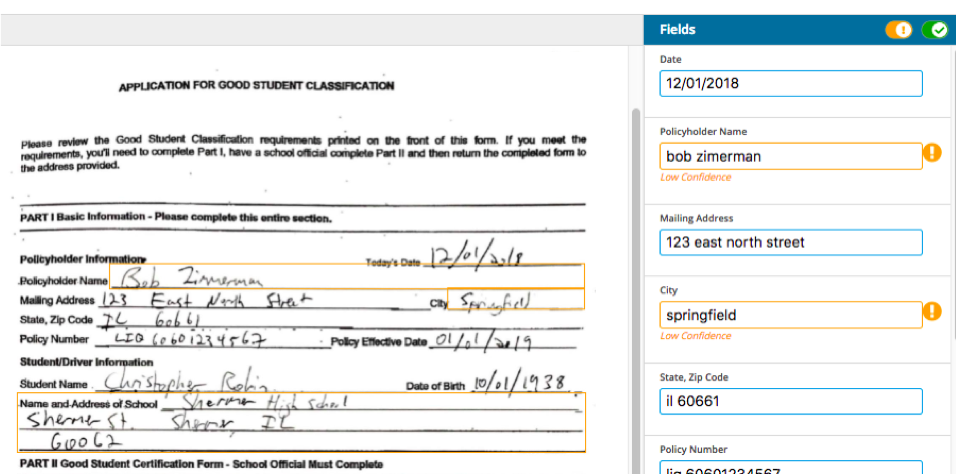 Fields
APPLICATION FOR GOOD STUDENT CLASSIFICATION
Please review the Good Student Classification requirements printed on the front of this form. If you meet the
requirements, you'll need to complete Part I, have a school official complete Part II and then return the completed form to
the address provided.
PART I Basic Information - Please complete this entire section.
Policyholder Information Today's Date 12/01/2018
Policyholder Name Bob Zimmerman
Mailing Address 123 East North Street City Springfield
State, Zip Code IL 60661
Policy Number LIG 60601234567 Policy Effective Date 01/01/2019
Student/Driver Information
Student Name Christopher Robin Date of Birth 10/01/1938
Name and Address of School Shermer High School
Shermer St. Shermer, IL
60062
PART II Good Student Certification Form - School Official Must Complete
Date
12/01/2018
Policyholder Name
bob zimerman
Low Confidence
Mailing Address
123 east north street
City
springfield
Low Confidence
State, Zip Code
il 60661
Policy Number
lig 60601234567